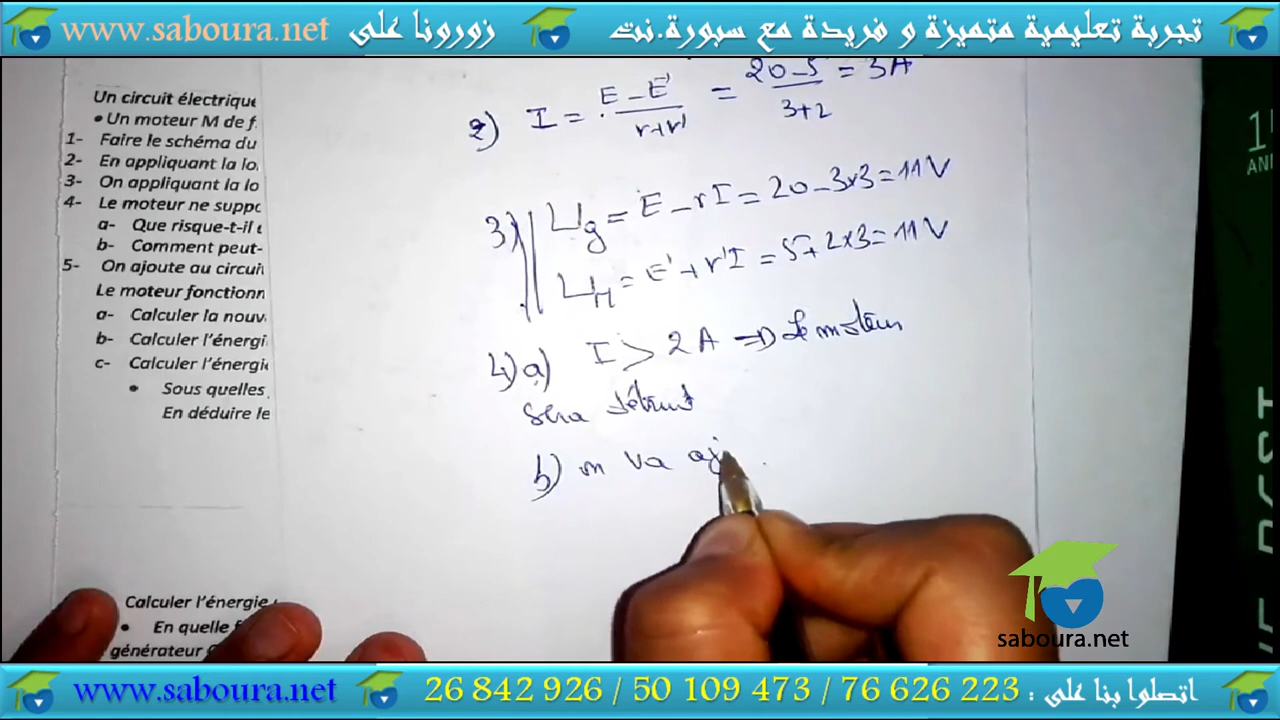 www.saboura.net زورونا على تجربة تعليمية متميزة و فريدة مع سبورة.نت
Un circuit électrique
• Un moteur M de f.
1- Faire le schéma du
2- En appliquant la lo.
3- On appliquant la lo
4- Le moteur ne suppo
a- Que risque-t-il
b- Comment peut-
5- On ajoute au circuit
Le moteur fonctionn
a- Calculer la nouv
b- Calculer l'énergi
c- Calculer l'énergie
• Sous quelles
En déduire le
Calculer l'énergie
• En quelle
générateur
2) I = E - E' / r+r' = 20-5 / 3+2 = 3A
3) Ug = E - rI = 20 - 3x3 = 11V
UM = E' + r'I = 5 + 2x3 = 11V
4) a) I > 2A => Le moteur
sera détruit
b) on va aj
ANN
saboura.net
www.saboura.net 26 842 926 / 50 109 473 / 76 626 223 : اتصلوا بنا على